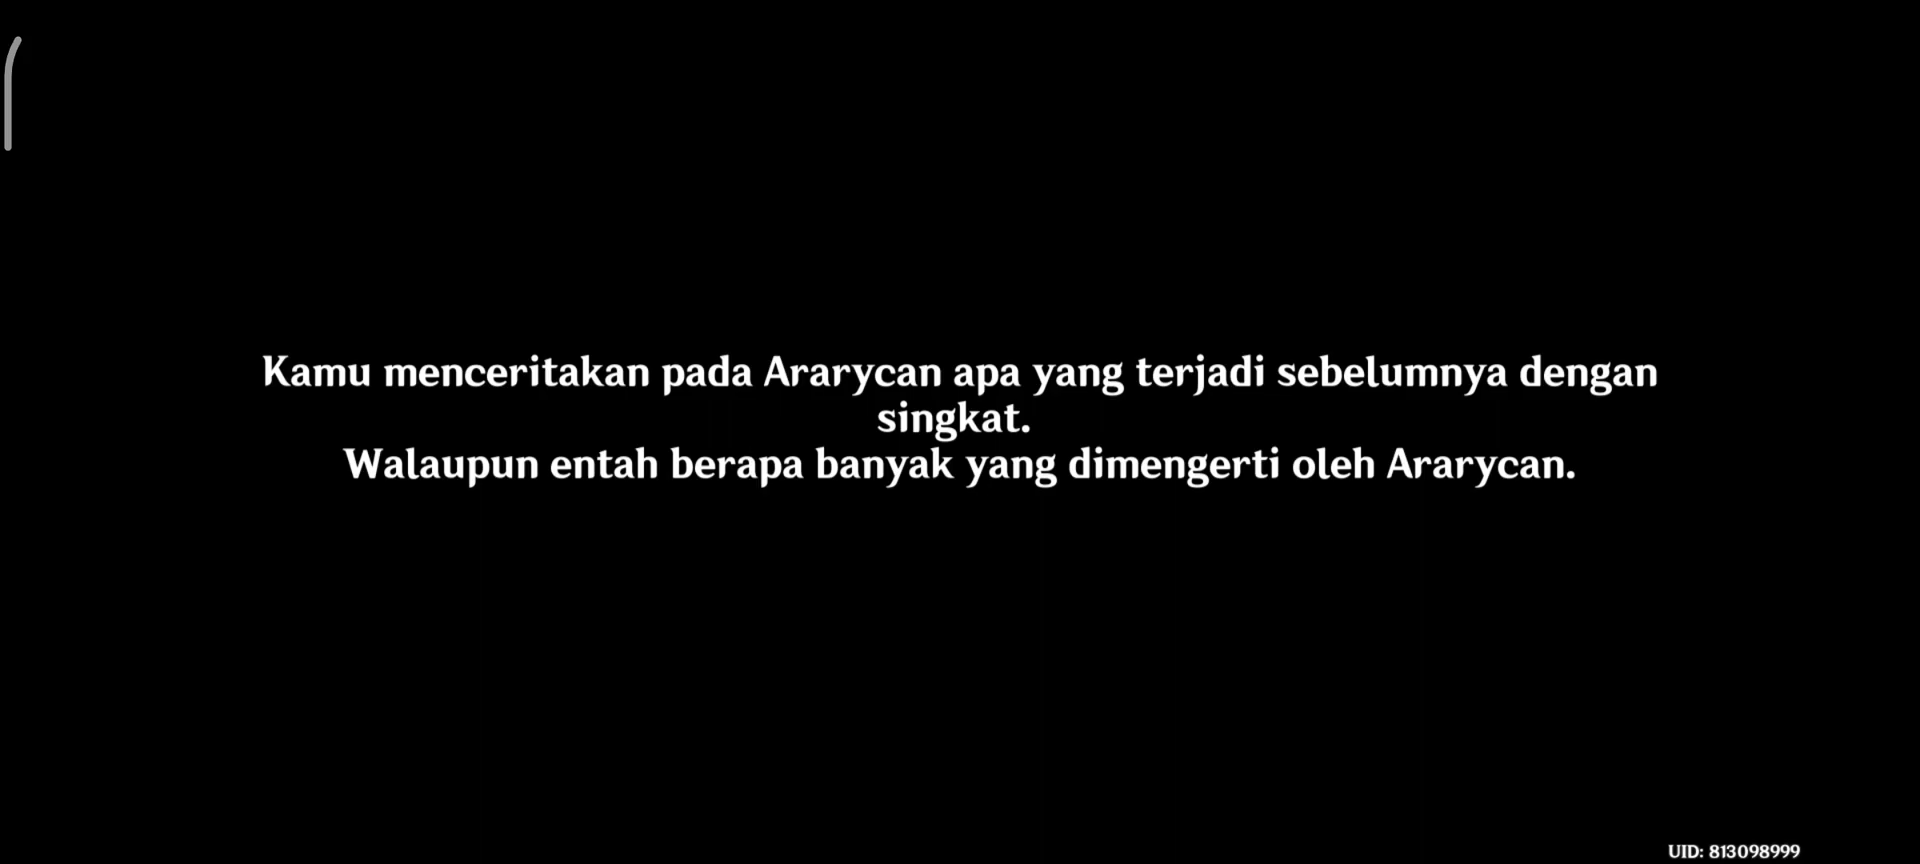 Kamu menceritakan pada Ararycan apa yang terjadi sebelumnya dengan
singkat.
Walaupun entah berapa banyak yang dimengerti oleh Ararycan.
UID: 813098999